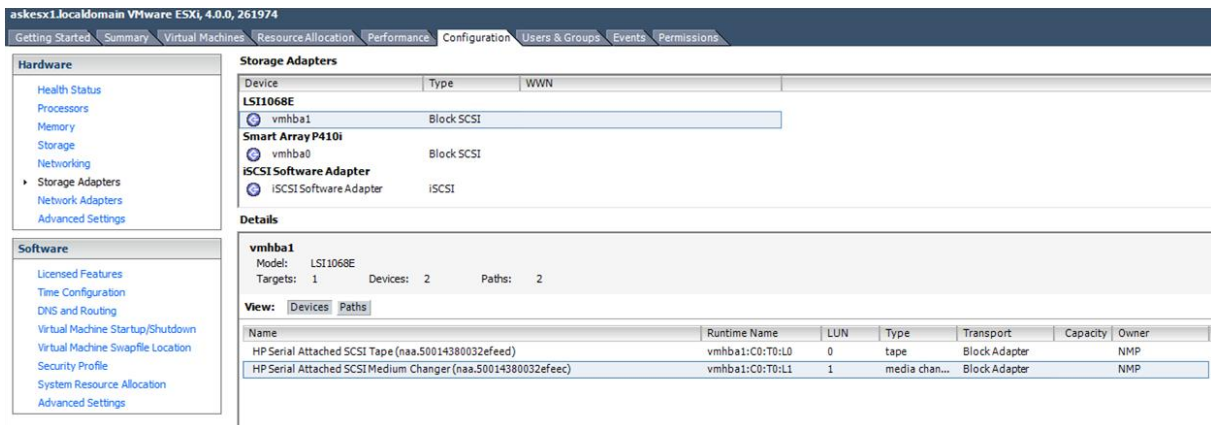 askesx1.localdomain VMware ESXi, 4.0.0, 261974
Getting Started Summary Virtual Machines Resource Allocation Performance Configuration Users & Groups Events Permissions
Hardware
Health Status
Processors
Memory
Storage
Networking
Storage Adapters
Network Adapters
Advanced Settings
Software
Licensed Features
Time Configuration
DNS and Routing
Virtual Machine Startup/Shutdown
Virtual Machine Swapfile Location
Security Profile
System Resource Allocation
Advanced Settings
Storage Adapters
Device Type WWN
LSI1068E
vmhba1 Block SCSI
Smart Array P410i
vmhba0 Block SCSI
iSCSI Software Adapter
iSCSI Software Adapter iSCSI
Details
vmhba1
Model: LSI1068E
Targets: 1 Devices: 2 Paths: 2
View: Devices Paths
Name Runtime Name LUN Type Transport Capacity Owner
HP Serial Attached SCSI Tape (naa.50014380032efeed) vmhba1:C0:T0:L0 0 tape Block Adapter NMP
HP Serial Attached SCSI Medium Changer (naa.50014380032efeec) vmhba1:C0:T0:L1 1 media chan... Block Adapter NMP